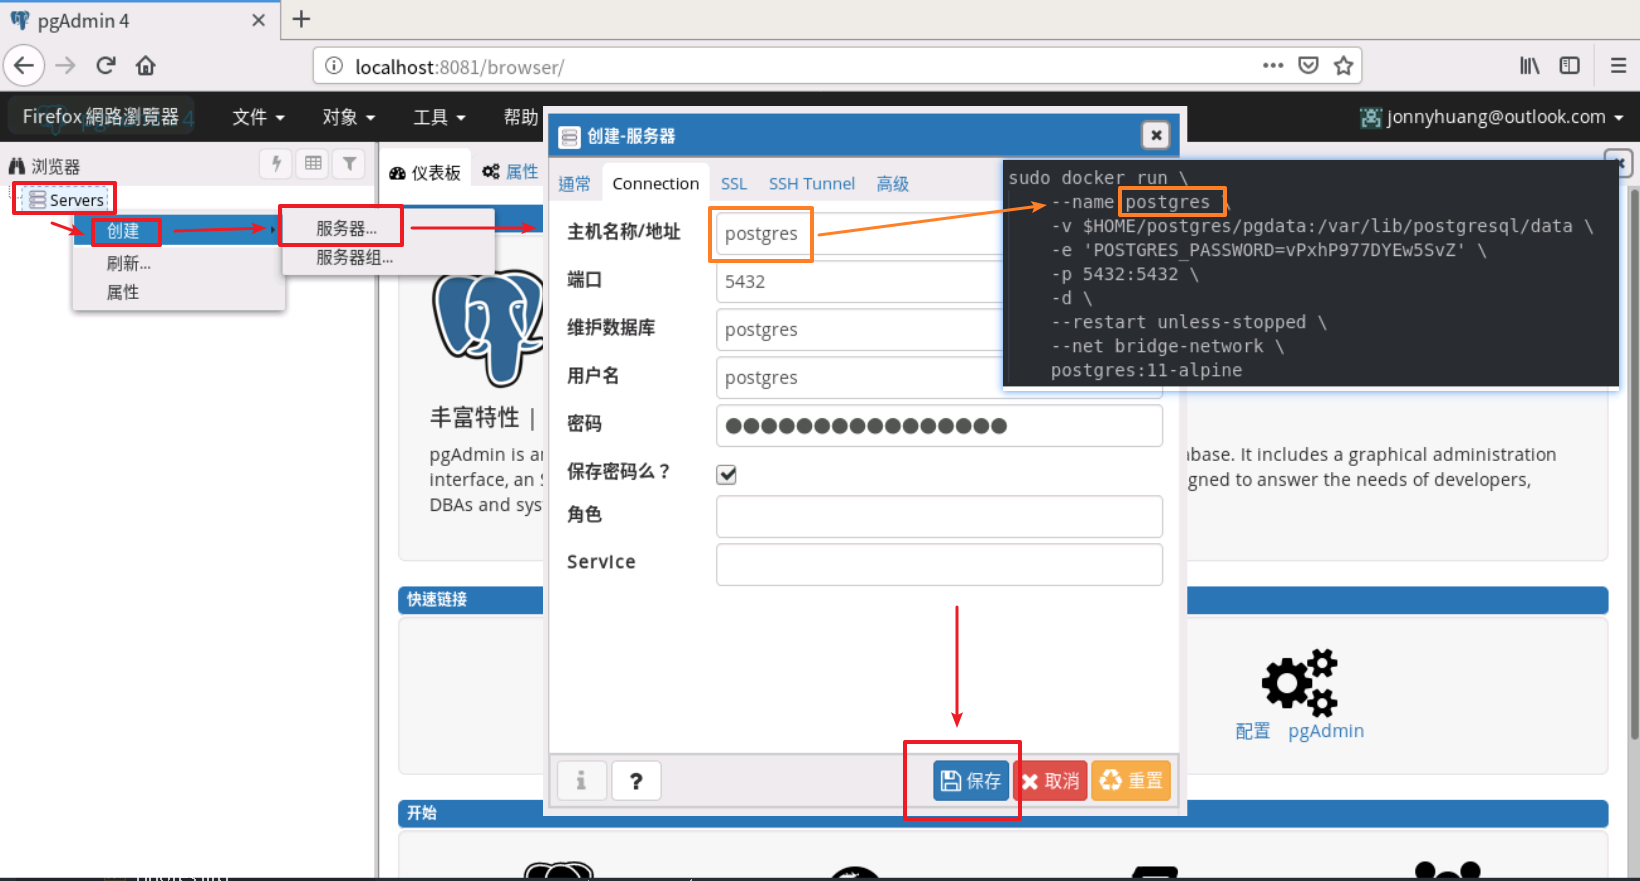 pgAdmin 4
localhost:8081/browser/
Firefox 網路瀏覽器
pgAdmin 4
文件
对象
工具
帮助
jonnyhuang@outlook.com
浏览器
Servers
创建
刷新...
属性
服务器...
服务器组...
仪表板
属性
丰富特性 |
pgAdmin is a
interface, an
DBAs and sys
base. It includes a graphical administration
gned to answer the needs of developers,
快速链接
配置 pgAdmin
开始
创建-服务器
通常
Connection
SSL
SSH Tunnel
高级
主机名称/地址
postgres
端口
5432
维护数据库
postgres
用户名
postgres
密码
●●●●●●●●●●●●●●●●
保存密码么？
角色
Service
i
?
保存
取消
重置
sudo docker run \
--name postgres \
-v $HOME/postgres/pgdata:/var/lib/postgresql/data \
-e 'POSTGRES_PASSWORD=vPxhP977DYEw5SvZ' \
-p 5432:5432 \
-d \
--restart unless-stopped \
--net bridge-network \
postgres:11-alpine